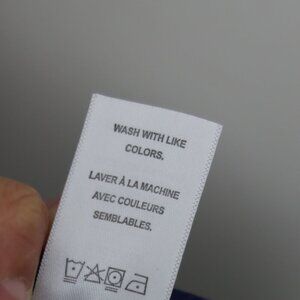 WASH WITH LIKE
COLORS.
LAVER À LA MACHINE
AVEC COULEURS
SEMBLABLES.